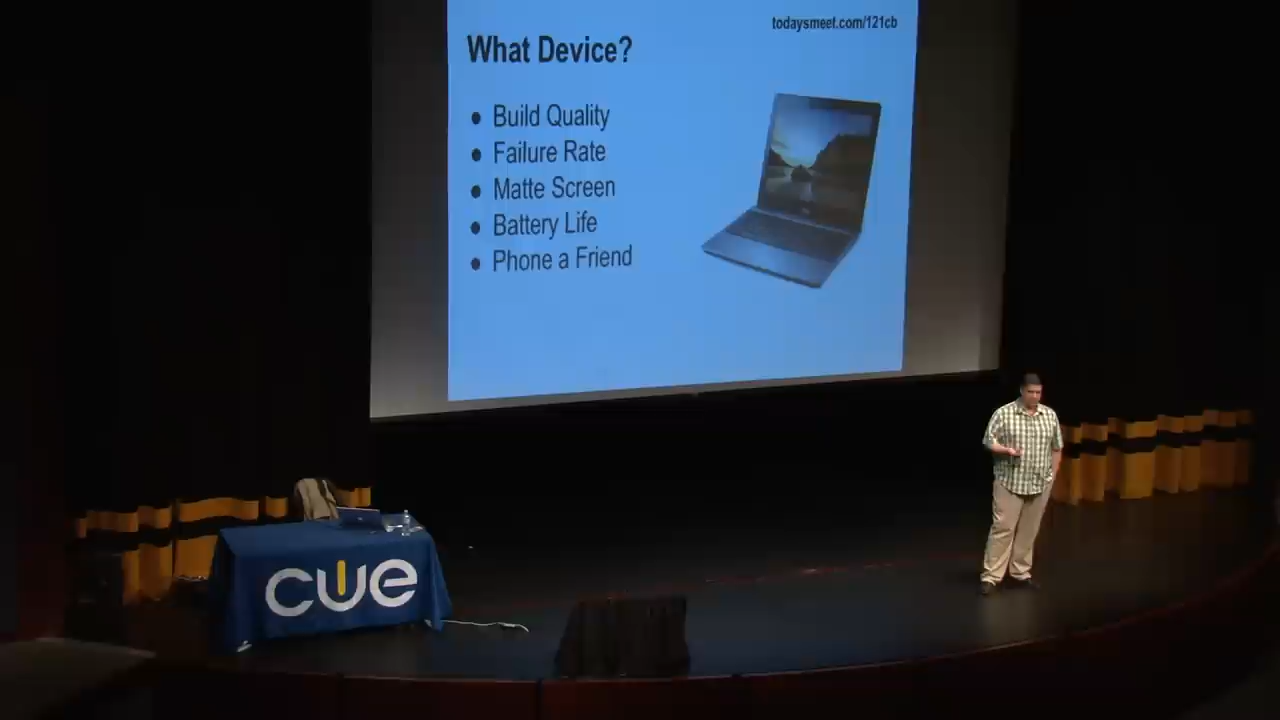 todaysmeet.com/121cb
What Device?
● Build Quality
● Failure Rate
● Matte Screen
● Battery Life
● Phone a Friend
cue